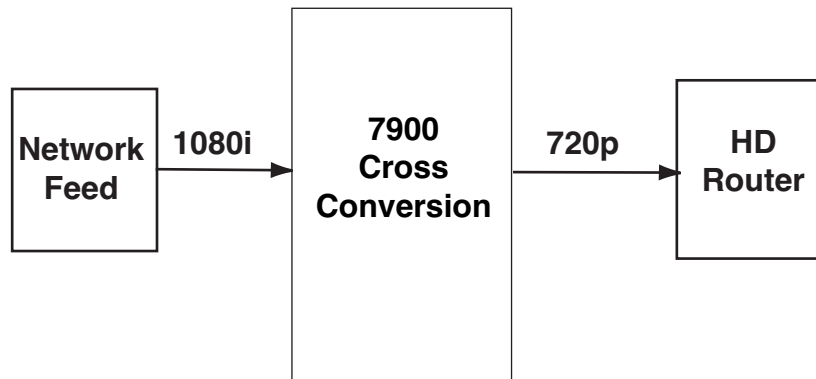 Network
Feed
1080i
7900
Cross
Conversion
720p
HD
Router